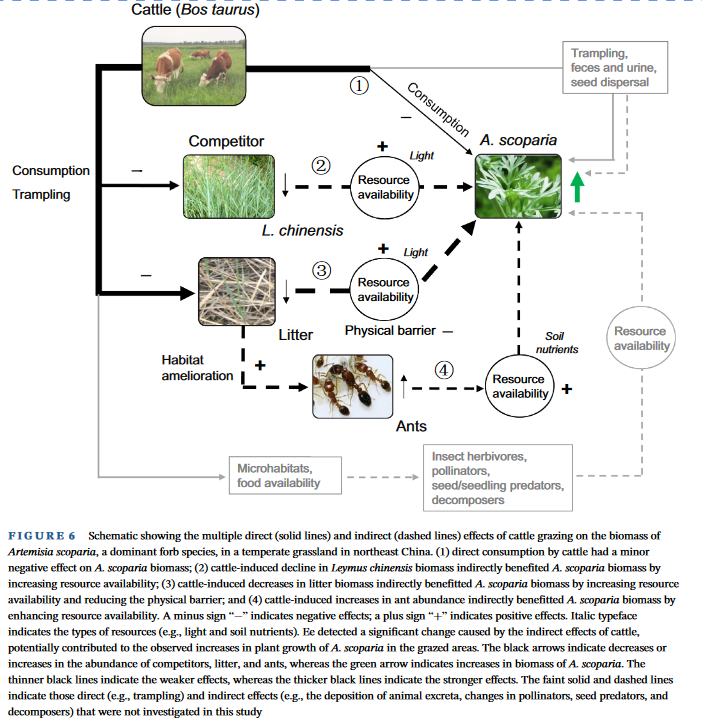 Cattle (Bos taurus)
Trampling,
feces and urine,
seed dispersal
①
Consumption
−
Competitor
A. scoparia
+
②
Light
Consumption
Trampling
−
Resource
availability
L. chinensis
+
Light
−
③
Resource
availability
Litter
Physical barrier −
Habitat
amelioration
+
Soil
nutrients
Resource
availability
④
Resource
availability
+
Ants
Microhabitats,
food availability
Insect herbivores,
pollinators,
seed/seedling predators,
decomposers
FIGURE 6 Schematic showing the multiple direct (solid lines) and indirect (dashed lines) effects of cattle grazing on the biomass of
Artemisia scoparia, a dominant forb species, in a temperate grassland in northeast China. (1) direct consumption by cattle had a minor
negative effect on A. scoparia biomass; (2) cattle-induced decline in Leymus chinensis biomass indirectly benefited A. scoparia biomass by
increasing resource availability; (3) cattle-induced decreases in litter biomass indirectly benefitted A. scoparia biomass by increasing resource
availability and reducing the physical barrier; and (4) cattle-induced increases in ant abundance indirectly benefitted A. scoparia biomass by
enhancing resource availability. A minus sign “−” indicates negative effects; a plus sign “+” indicates positive effects. Italic typeface
indicates the types of resources (e.g., light and soil nutrients). Ee detected a significant change caused by the indirect effects of cattle,
potentially contributed to the observed increases in plant growth of A. scoparia in the grazed areas. The black arrows indicate decreases or
increases in the abundance of competitors, litter, and ants, whereas the green arrow indicates increases in biomass of A. scoparia. The
thinner black lines indicate the weaker effects, whereas the thicker black lines indicate the stronger effects. The faint solid and dashed lines
indicate those direct (e.g., trampling) and indirect effects (e.g., the deposition of animal excreta, changes in pollinators, seed predators, and
decomposers) that were not investigated in this study